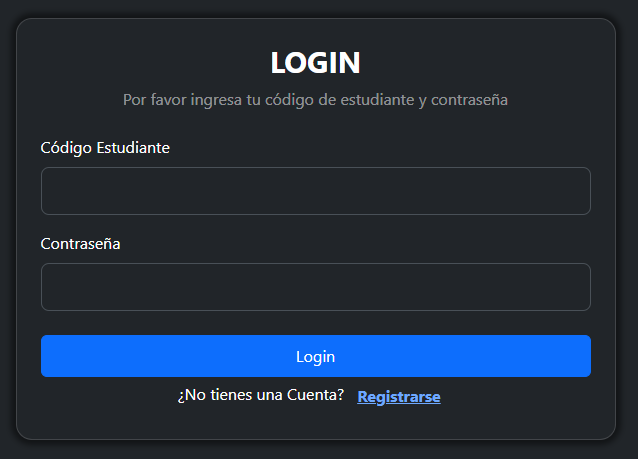 LOGIN
Por favor ingresa tu código de estudiante y contraseña
Código Estudiante
Contraseña
Login
¿No tienes una Cuenta? Registrarse